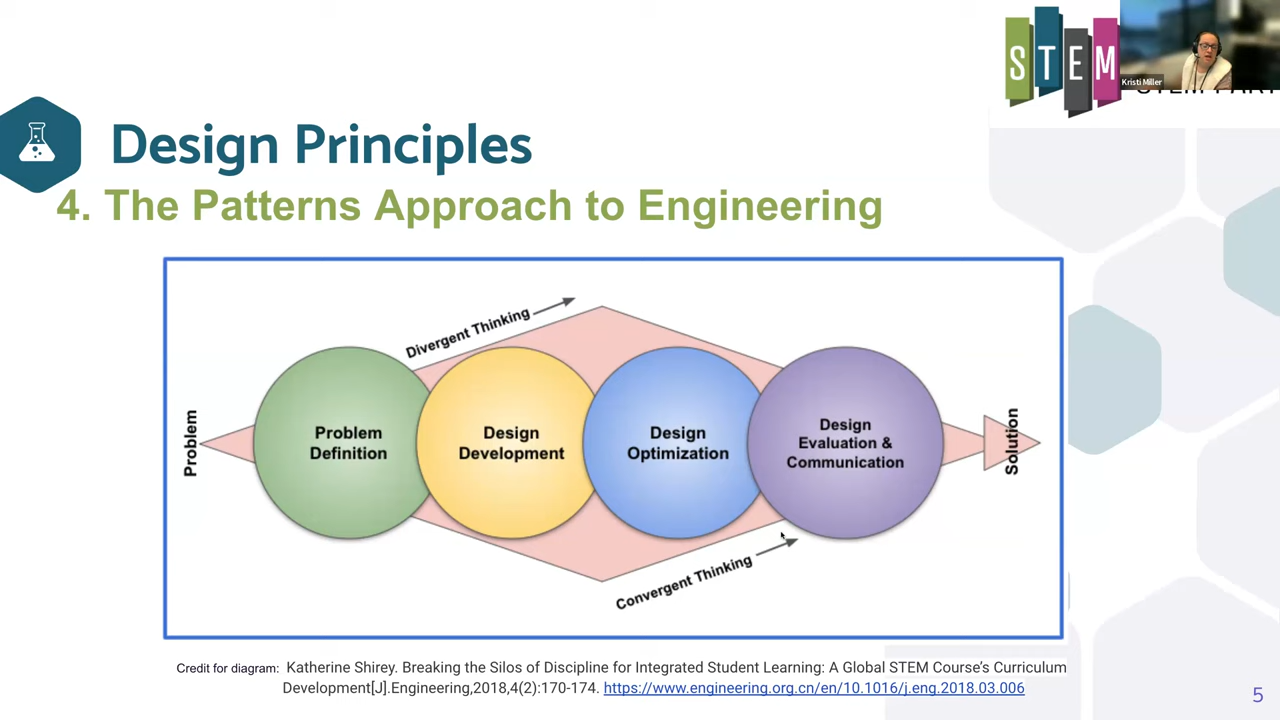 STEM
Kristi Miller
Design Principles
4. The Patterns Approach to Engineering
Divergent Thinking
Problem
Problem
Definition
Design
Development
Design
Optimization
Design
Evaluation &
Communication
Solution
Convergent Thinking
Credit for diagram: Katherine Shirey. Breaking the Silos of Discipline for Integrated Student Learning: A Global STEM Course's Curriculum
Development[J].Engineering,2018,4(2):170-174. https://www.engineering.org.cn/en/10.1016/j.eng.2018.03.006
5